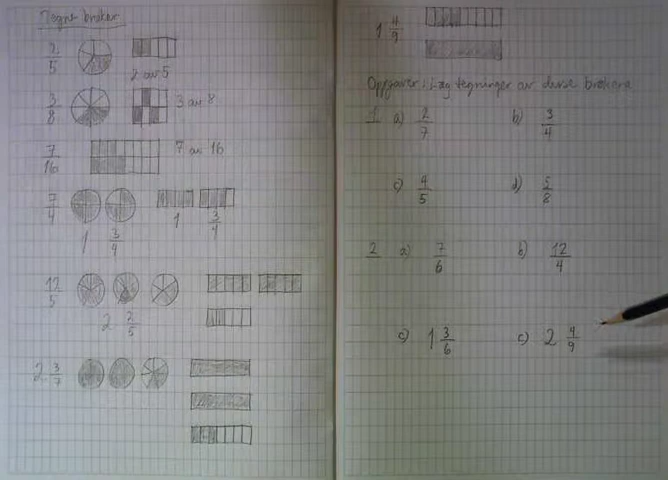 Tegne brøker
2/5
2 av 5
3/8 3 av 8
7/16 7 av 16
7/4
1 3/4 1 3/4
12/5
2 2/5
2 3/7
1 4/9
Oppgaver: Lag tegninger av disse brøkene
1 a) 2/7 b) 3/4
c) 4/5 d) 5/8
2 a) 7/6 b) 12/4
c) 1 3/6 c) 2 4/9